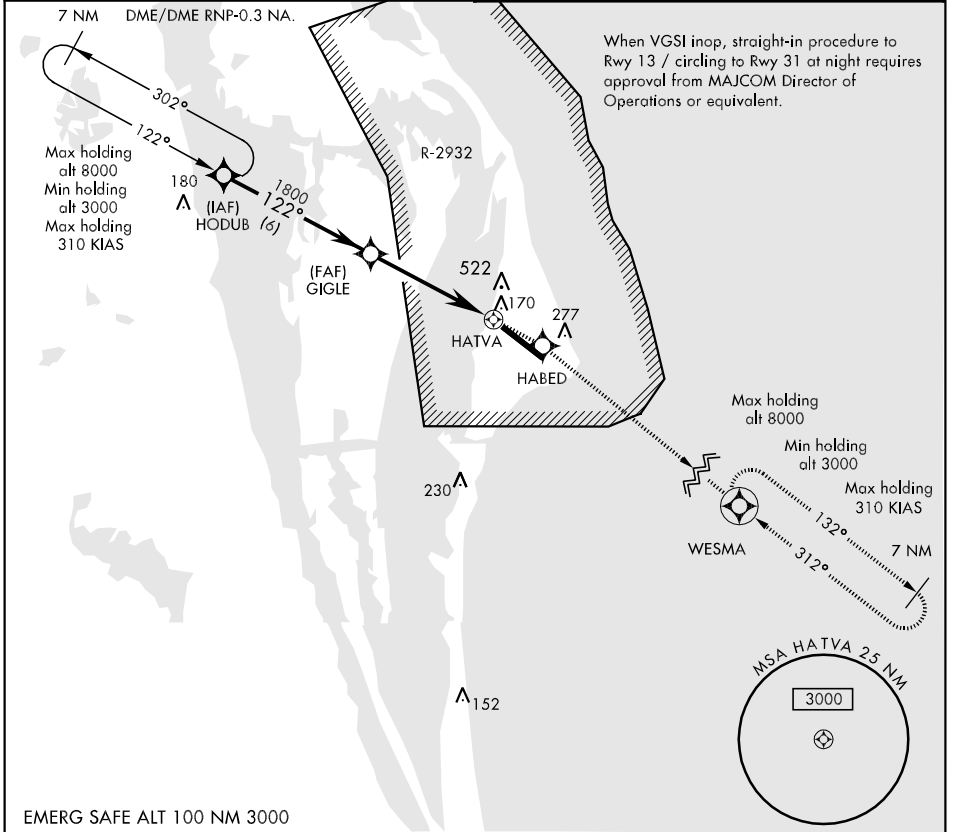 7 NM
DME/DME RNP-0.3 NA.
When VGSI inop, straight-in procedure to
Rwy 13 / circling to Rwy 31 at night requires
approval from MAJCOM Director of
Operations or equivalent.
302°
122°
Max holding
alt 8000
Min holding
alt 3000
Max holding
310 KIAS
180
(IAF)
HODUB
1800
122°
(6)
R-2932
(FAF)
GIGLE
522
170
277
HATVA
HABED
Max holding
alt 8000
Min holding
alt 3000
Max holding
310 KIAS
230
132°
312°
7 NM
WESMA
152
MSA HATVA 25 NM
3000
EMERG SAFE ALT 100 NM 3000